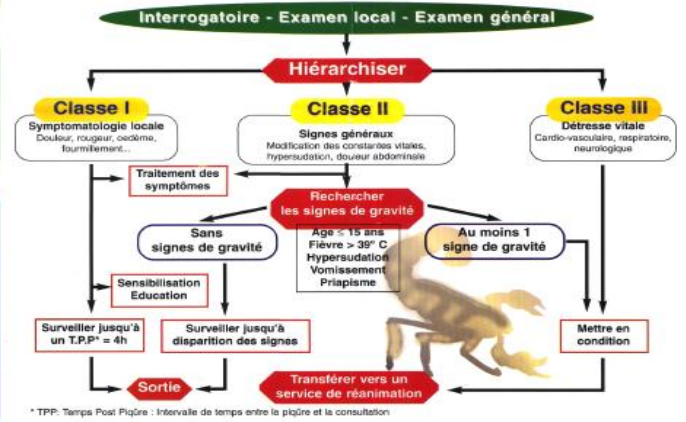 Interrogatoire - Examen local - Examen général
Hiérarchiser
Classe I
Symptomatologie locale
Douleur, rougeur, oedème,
fourmillement...
Classe II
Signes généraux
Modification des constantes vitales,
hypersudation, douleur abdominale
Classe III
Détresse vitale
Cardio-vasculaire, respiratoire,
neurologique
Traitement des
symptômes
Rechercher
les signes de gravité
Sans
signes de gravité
Age ≤ 15 ans
Fièvre > 39° C
Hypersudation
Vomissement
Priapisme
Au moins 1
signe de gravité
Sensibilisation
Education
Surveiller jusqu'à
un T.P.P* = 4h
Surveiller jusqu'à
disparition des signes
Mettre en
condition
Sortie
Transférer vers un
service de réanimation
* TPP: Temps Post Piqûre : Intervalle de temps entre la piqûre et la consultation